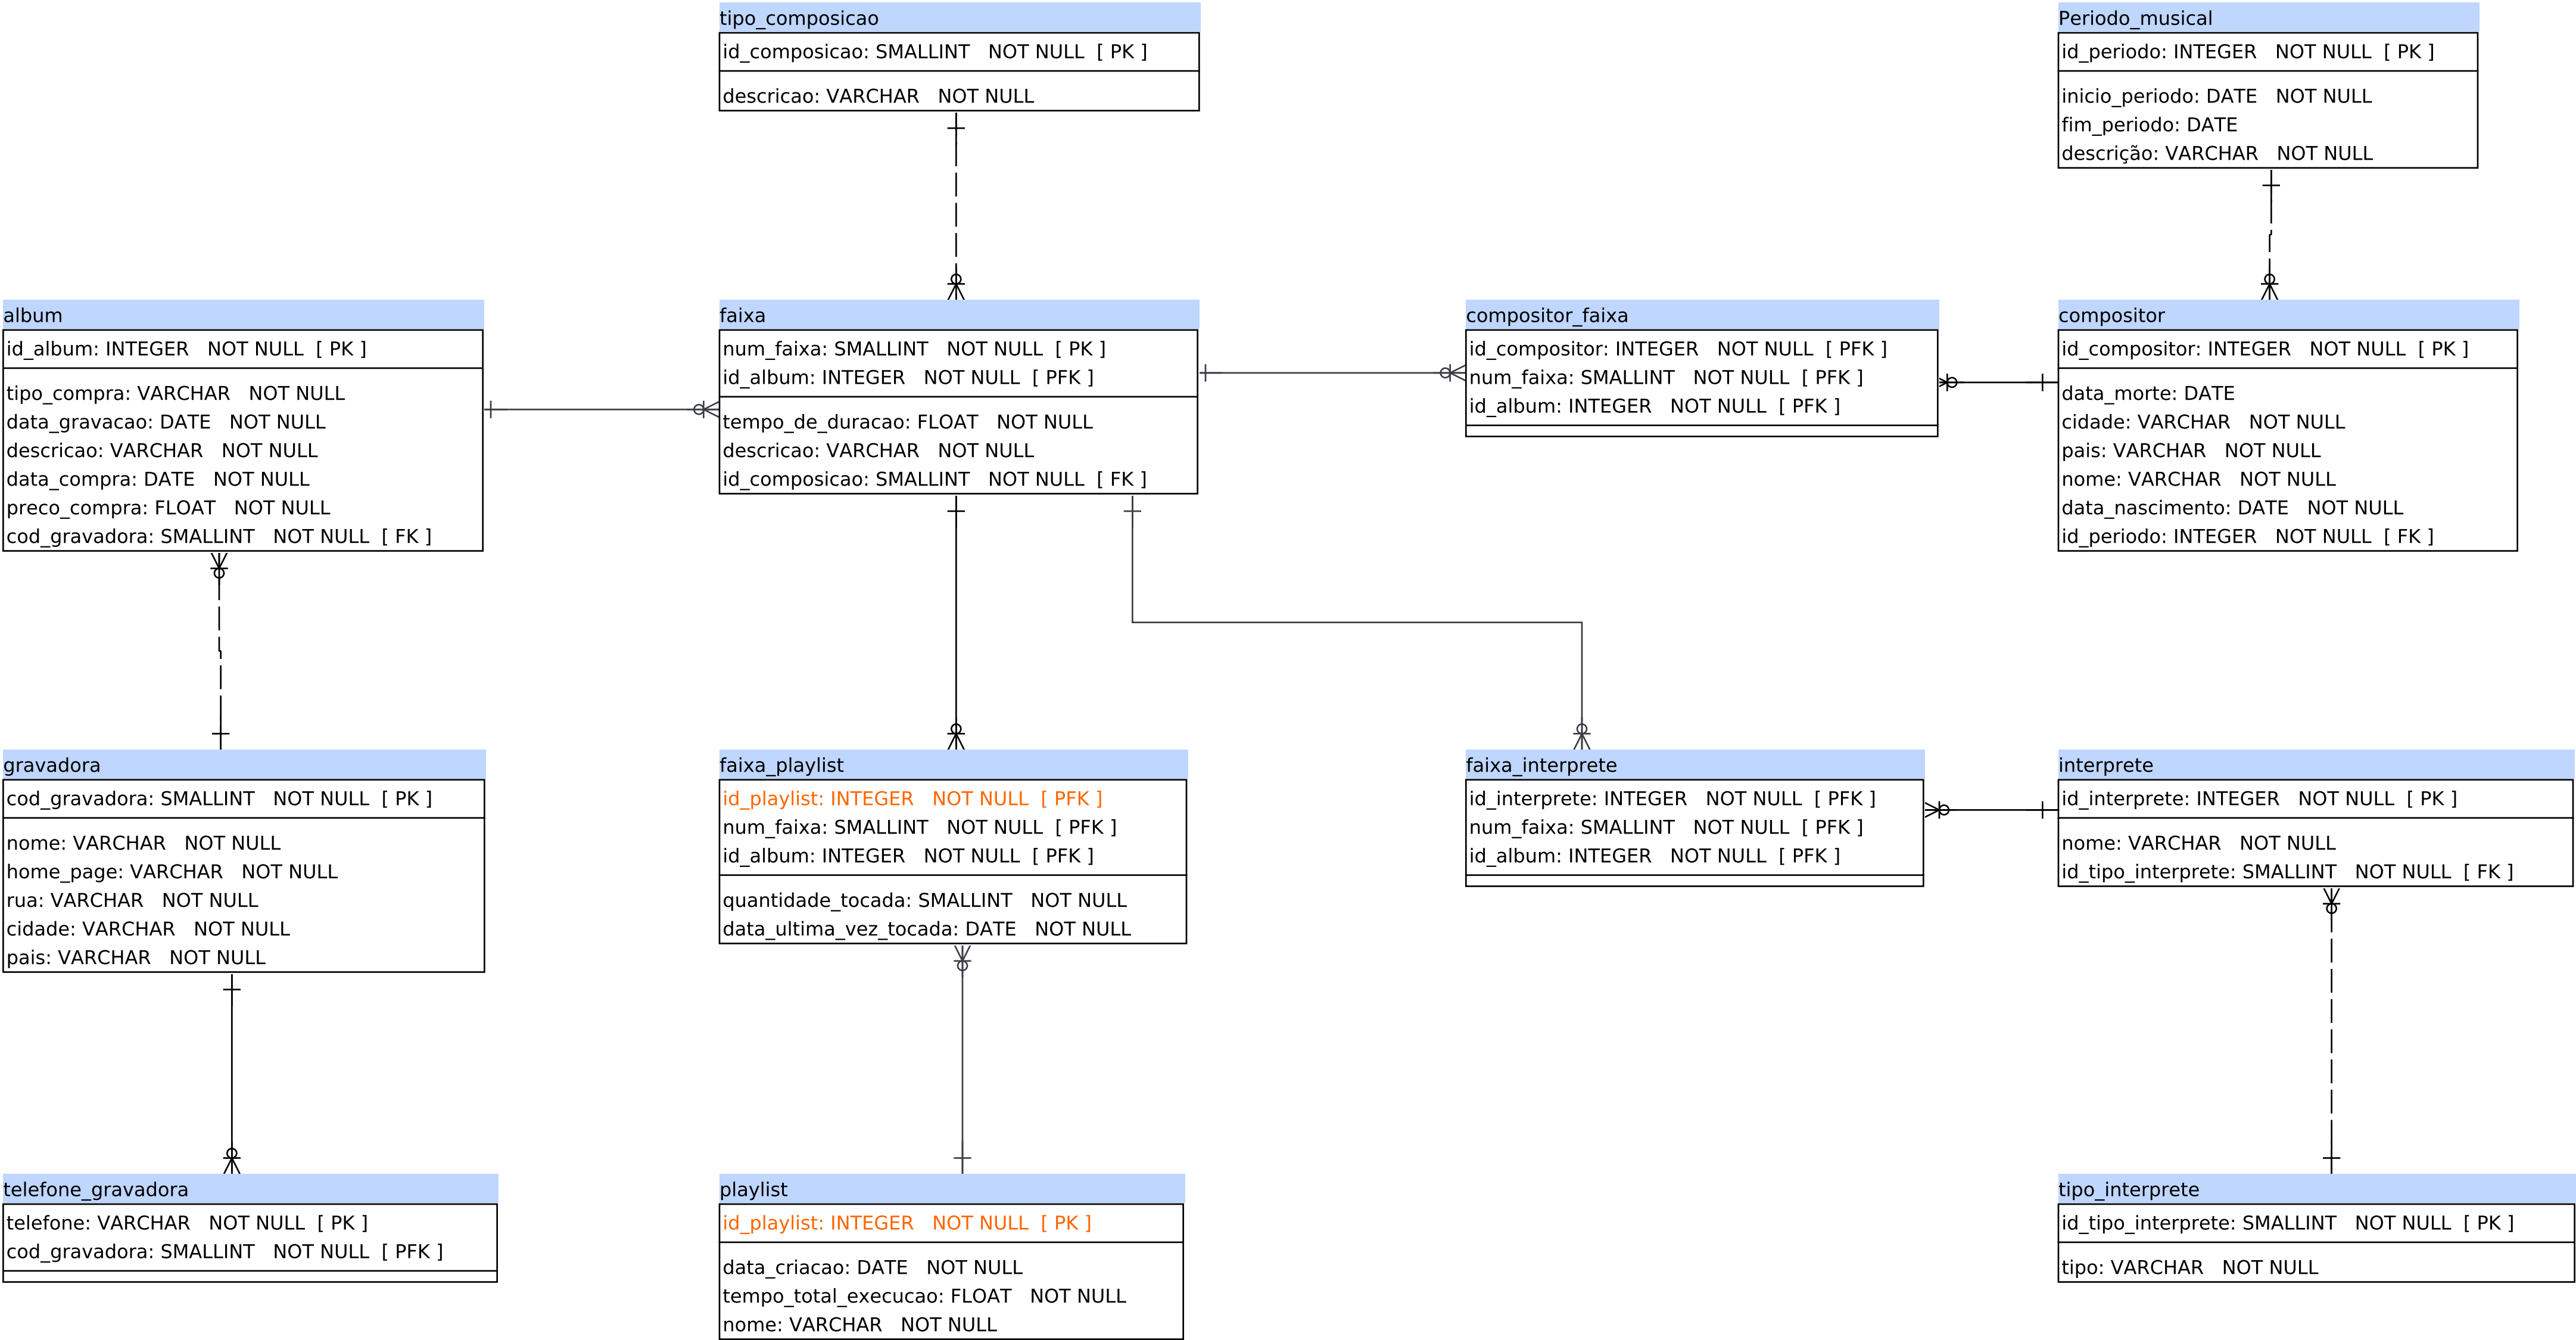 tipo_composicao
id_composicao: SMALLINT NOT NULL [ PK ]
descricao: VARCHAR NOT NULL
Periodo_musical
id_periodo: INTEGER NOT NULL [ PK ]
inicio_periodo: DATE NOT NULL
fim_periodo: DATE
descrição: VARCHAR NOT NULL
album
id_album: INTEGER NOT NULL [ PK ]
tipo_compra: VARCHAR NOT NULL
data_gravacao: DATE NOT NULL
descricao: VARCHAR NOT NULL
data_compra: DATE NOT NULL
preco_compra: FLOAT NOT NULL
cod_gravadora: SMALLINT NOT NULL [ FK ]
faixa
num_faixa: SMALLINT NOT NULL [ PK ]
id_album: INTEGER NOT NULL [ PFK ]
tempo_de_duracao: FLOAT NOT NULL
descricao: VARCHAR NOT NULL
id_composicao: SMALLINT NOT NULL [ FK ]
compositor_faixa
id_compositor: INTEGER NOT NULL [ PFK ]
num_faixa: SMALLINT NOT NULL [ PFK ]
id_album: INTEGER NOT NULL [ PFK ]
compositor
id_compositor: INTEGER NOT NULL [ PK ]
data_morte: DATE
cidade: VARCHAR NOT NULL
pais: VARCHAR NOT NULL
nome: VARCHAR NOT NULL
data_nascimento: DATE NOT NULL
id_periodo: INTEGER NOT NULL [ FK ]
gravadora
cod_gravadora: SMALLINT NOT NULL [ PK ]
nome: VARCHAR NOT NULL
home_page: VARCHAR NOT NULL
rua: VARCHAR NOT NULL
cidade: VARCHAR NOT NULL
pais: VARCHAR NOT NULL
faixa_playlist
id_playlist: INTEGER NOT NULL [ PFK ]
num_faixa: SMALLINT NOT NULL [ PFK ]
id_album: INTEGER NOT NULL [ PFK ]
quantidade_tocada: SMALLINT NOT NULL
data_ultima_vez_tocada: DATE NOT NULL
faixa_interprete
id_interprete: INTEGER NOT NULL [ PFK ]
num_faixa: SMALLINT NOT NULL [ PFK ]
id_album: INTEGER NOT NULL [ PFK ]
interprete
id_interprete: INTEGER NOT NULL [ PK ]
nome: VARCHAR NOT NULL
id_tipo_interprete: SMALLINT NOT NULL [ FK ]
telefone_gravadora
telefone: VARCHAR NOT NULL [ PK ]
cod_gravadora: SMALLINT NOT NULL [ PFK ]
playlist
id_playlist: INTEGER NOT NULL [ PK ]
data_criacao: DATE NOT NULL
tempo_total_execucao: FLOAT NOT NULL
nome: VARCHAR NOT NULL
tipo_interprete
id_tipo_interprete: SMALLINT NOT NULL [ PK ]
tipo: VARCHAR NOT NULL